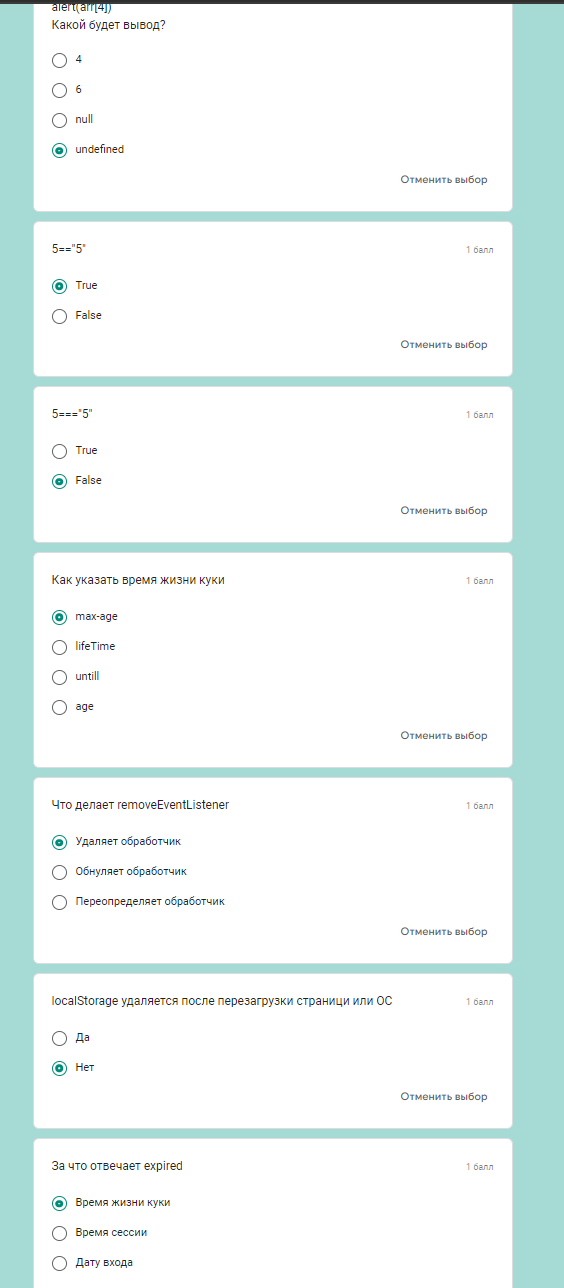 alert(arr[4])
Какой будет вывод?
4
6
null
undefined
Отменить выбор
5=="5"
1 балл
True
False
Отменить выбор
5==="5"
1 балл
True
False
Отменить выбор
Как указать время жизни куки
1 балл
max-age
lifeTime
untill
age
Отменить выбор
Что делает removeEventListener
1 балл
Удаляет обработчик
Обнуляет обработчик
Переопределяет обработчик
Отменить выбор
localStorage удаляется после перезагрузки страници или ОС
1 балл
Да
Нет
Отменить выбор
За что отвечает expired
1 балл
Время жизни куки
Время сессии
Дату входа